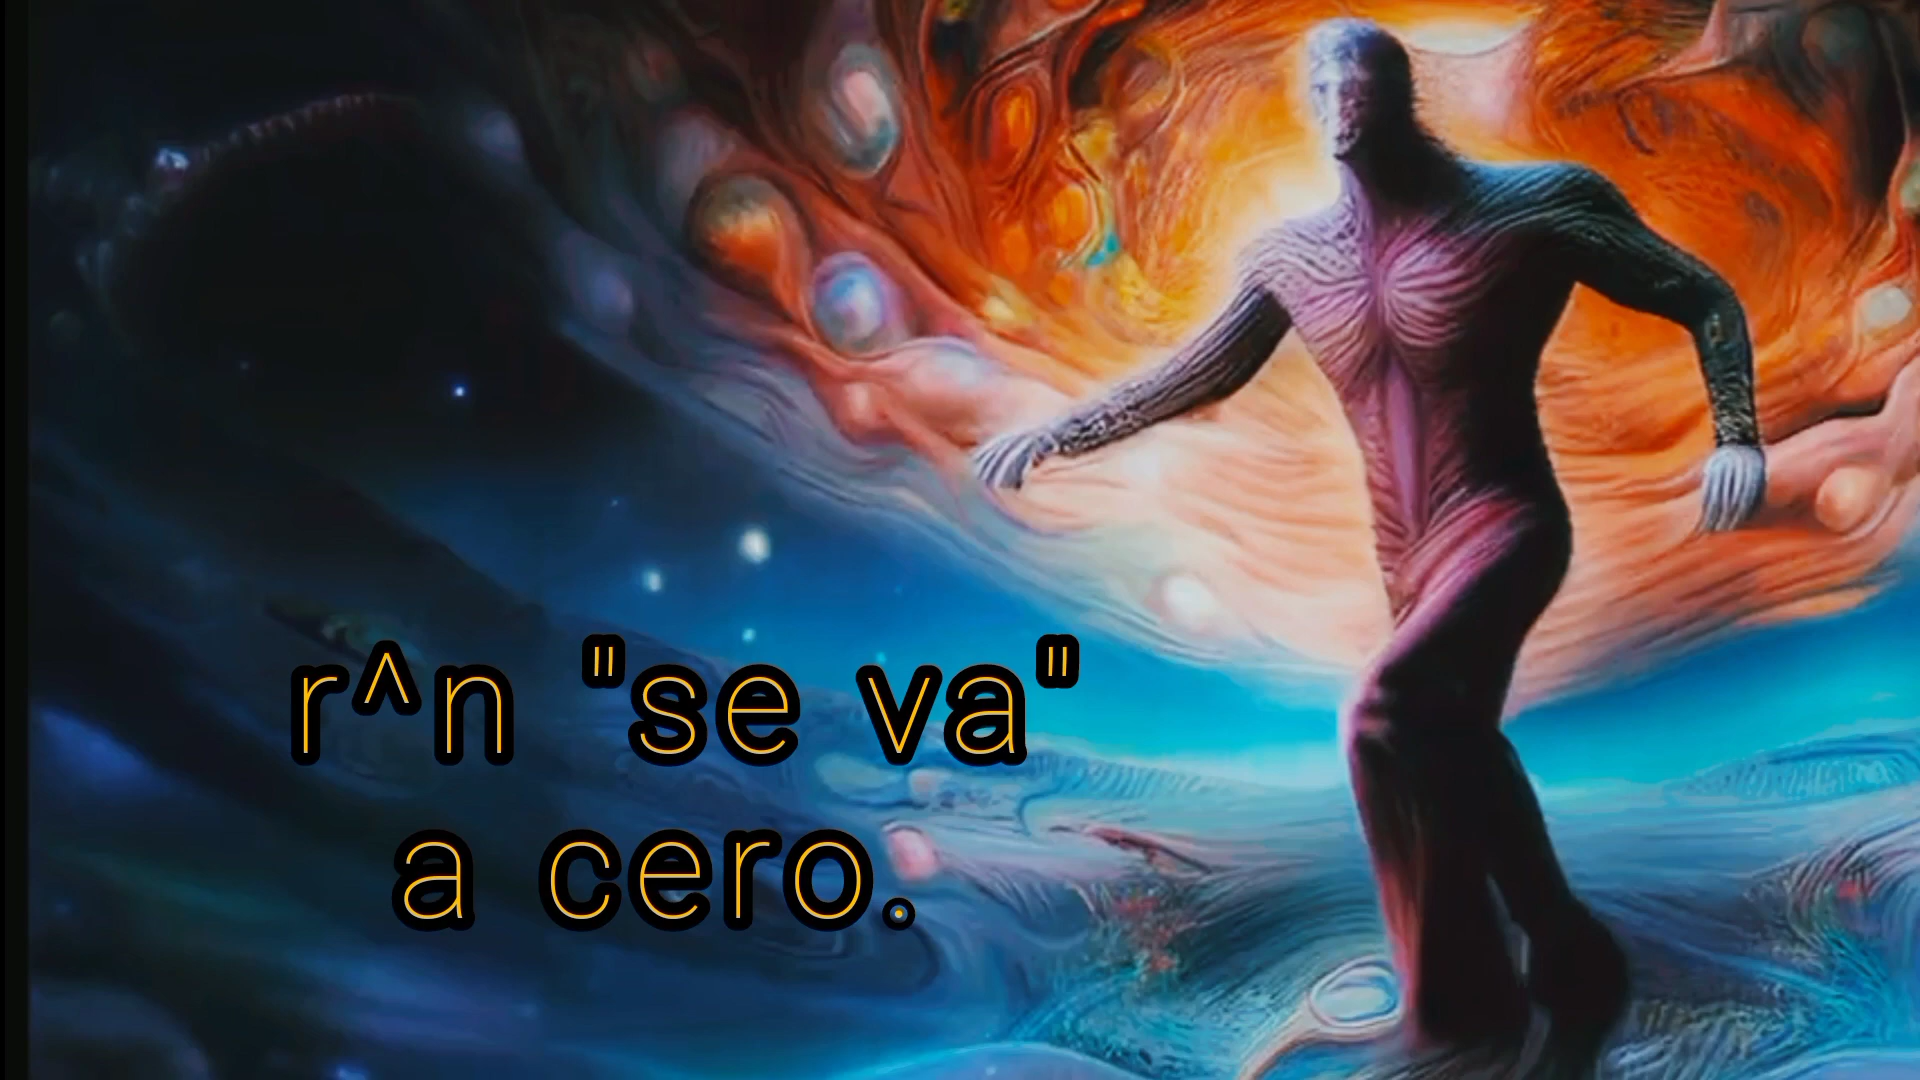 r^n "se va"
a cero.